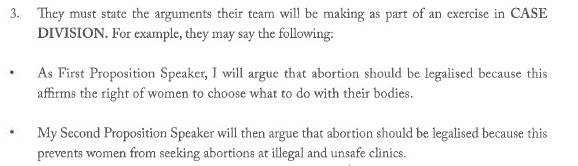 3. They must state the arguments their team will be making as part of an exercise in CASE
DIVISION. For example, they may say the following:
• As First Proposition Speaker, I will argue that abortion should be legalised because this
affirms the right of women to choose what to do with their bodies.
• My Second Proposition Speaker will then argue that abortion should be legalised because this
prevents women from seeking abortions at illegal and unsafe clinics.